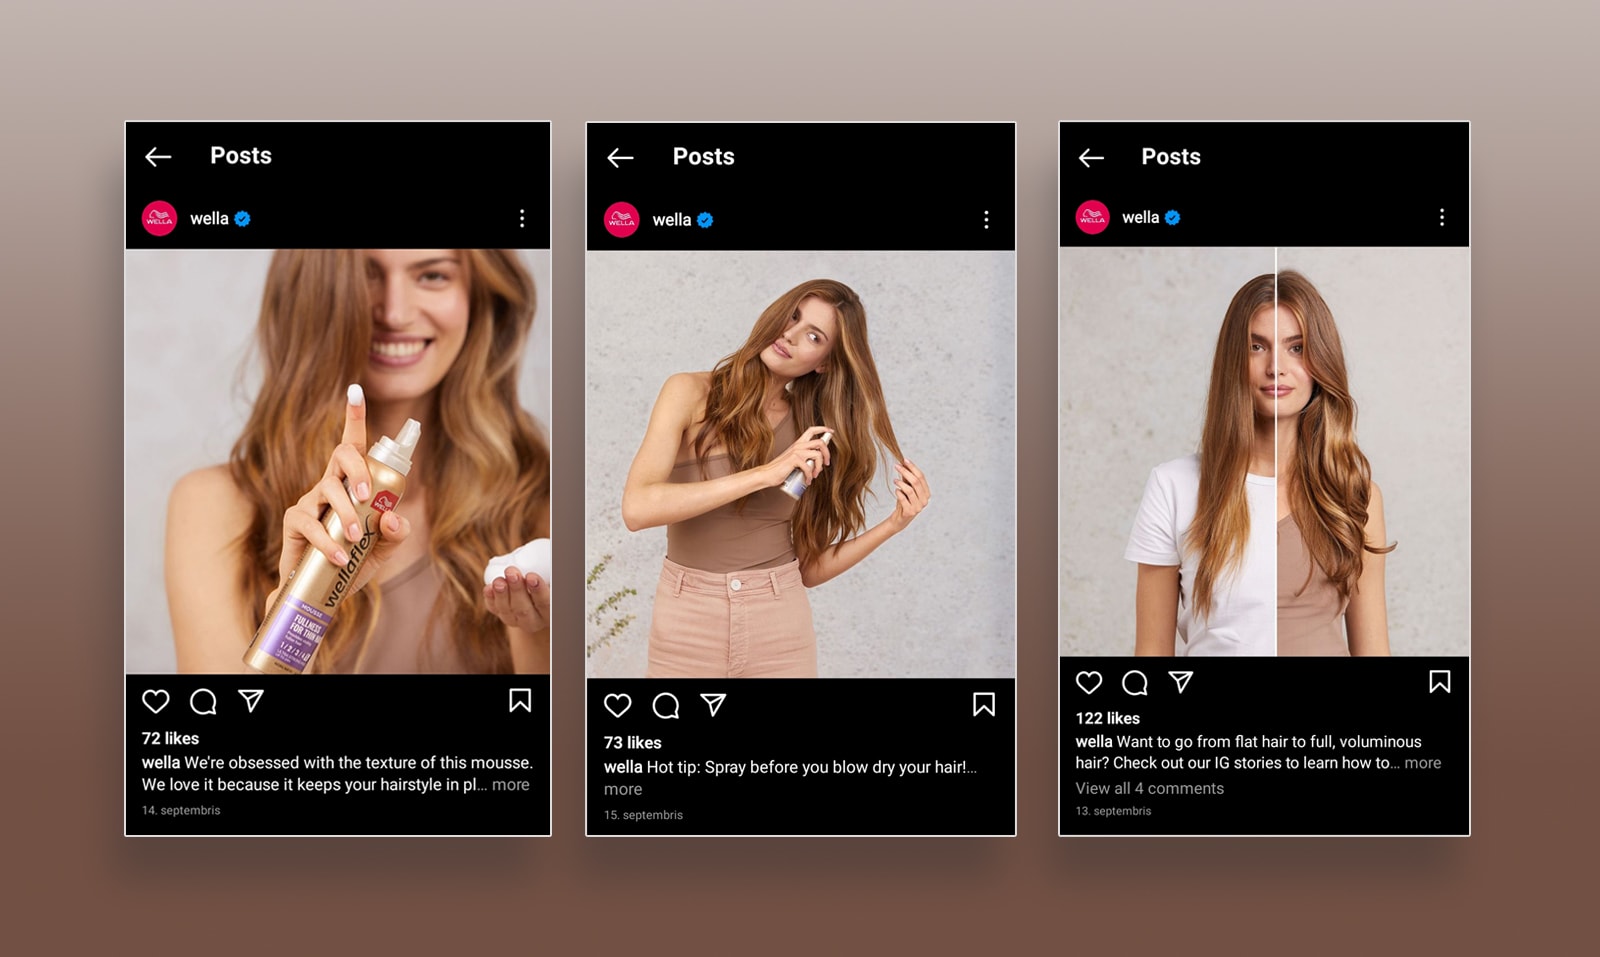 Posts
WELLA
wella
WELLA
wellaflex
MOUSSE
FULLNESS
FOR THIN
72 likes
wella We're obsessed with the texture of this mousse.
We love it because it keeps your hairstyle in pl... more
14. septembris
Posts
WELLA
wella
73 likes
wella Hot tip: Spray before you blow dry your hair!...
more
15. septembris
Posts
WELLA
wella
122 likes
wella Want to go from flat hair to full, voluminous
hair? Check out our IG stories to learn how to... more
View all 4 comments
13. septembris